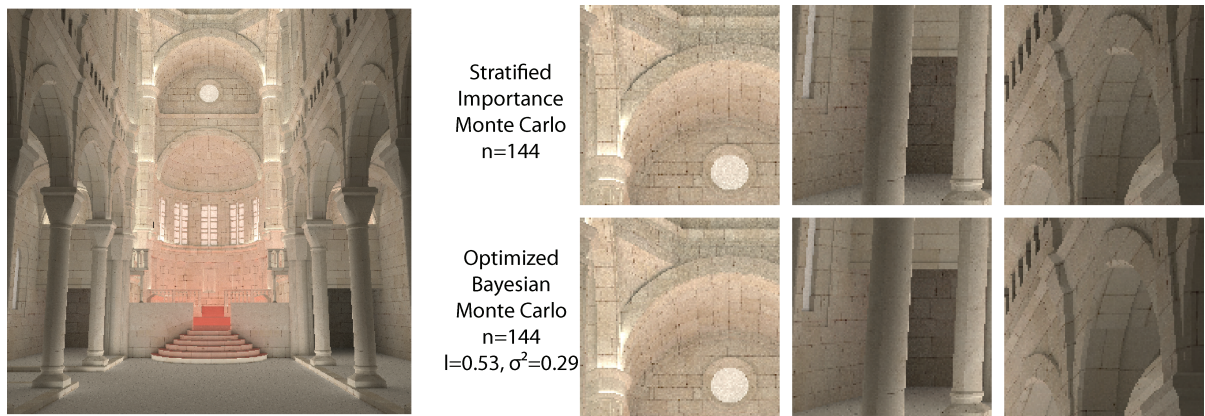 Stratified
Importance
Monte Carlo
n=144
Optimized
Bayesian
Monte Carlo
n=144
l=0.53, σ²=0.29